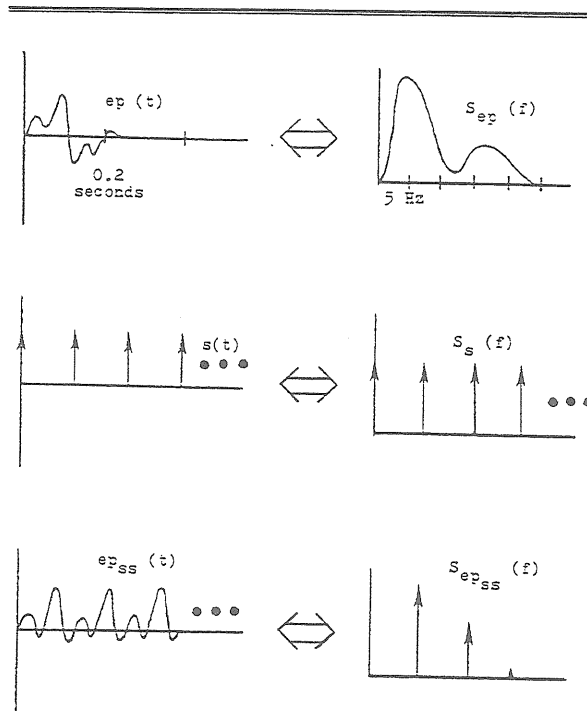 ep (t)
S_ep (f)
0.2
seconds
5 Hz
s(t)
S_s (f)
ep_ss (t)
S_ep_ss (f)